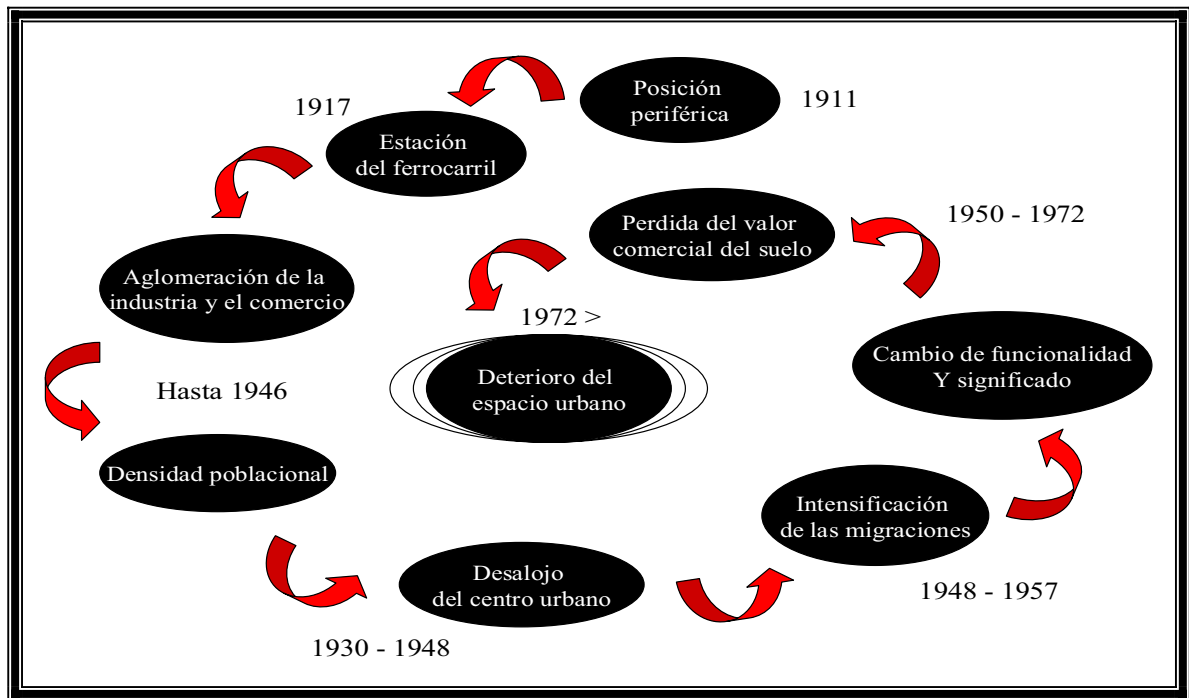 Posición
periférica
1911
1917
Estación
del ferrocarril
Aglomeración de la
industria y el comercio
Hasta 1946
Densidad poblacional
Desalojo
del centro urbano
1930 - 1948
Intensificación
de las migraciones
1948 - 1957
Cambio de funcionalidad
Y significado
1950 - 1972
Perdida del valor
comercial del suelo
1972 >
Deterioro del
espacio urbano